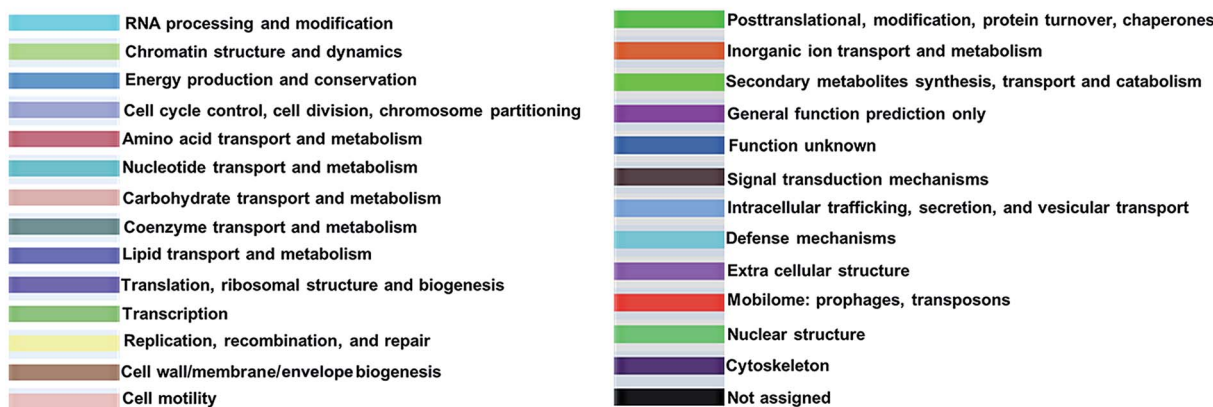 RNA processing and modification
Chromatin structure and dynamics
Energy production and conservation
Cell cycle control, cell division, chromosome partitioning
Amino acid transport and metabolism
Nucleotide transport and metabolism
Carbohydrate transport and metabolism
Coenzyme transport and metabolism
Lipid transport and metabolism
Translation, ribosomal structure and biogenesis
Transcription
Replication, recombination, and repair
Cell wall/membrane/envelope biogenesis
Cell motility
Posttranslational, modification, protein turnover, chaperones
Inorganic ion transport and metabolism
Secondary metabolites synthesis, transport and catabolism
General function prediction only
Function unknown
Signal transduction mechanisms
Intracellular trafficking, secretion, and vesicular transport
Defense mechanisms
Extra cellular structure
Mobilome: prophages, transposons
Nuclear structure
Cytoskeleton
Not assigned